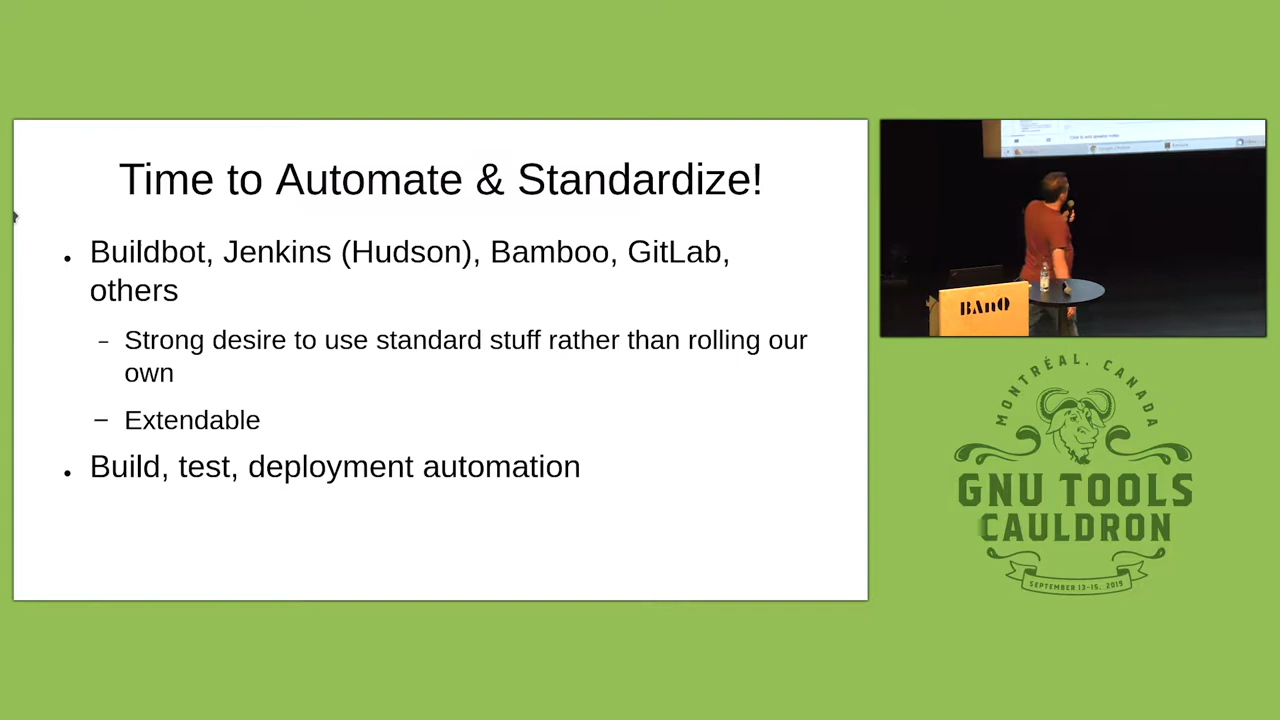 Time to Automate & Standardize!
• Buildbot, Jenkins (Hudson), Bamboo, GitLab,
others
– Strong desire to use standard stuff rather than rolling our
own
– Extendable
• Build, test, deployment automation
BAnQ
MONTRÉAL, CANADA
GNU TOOLS
CAULDRON
SEPTEMBER 13-15, 2019